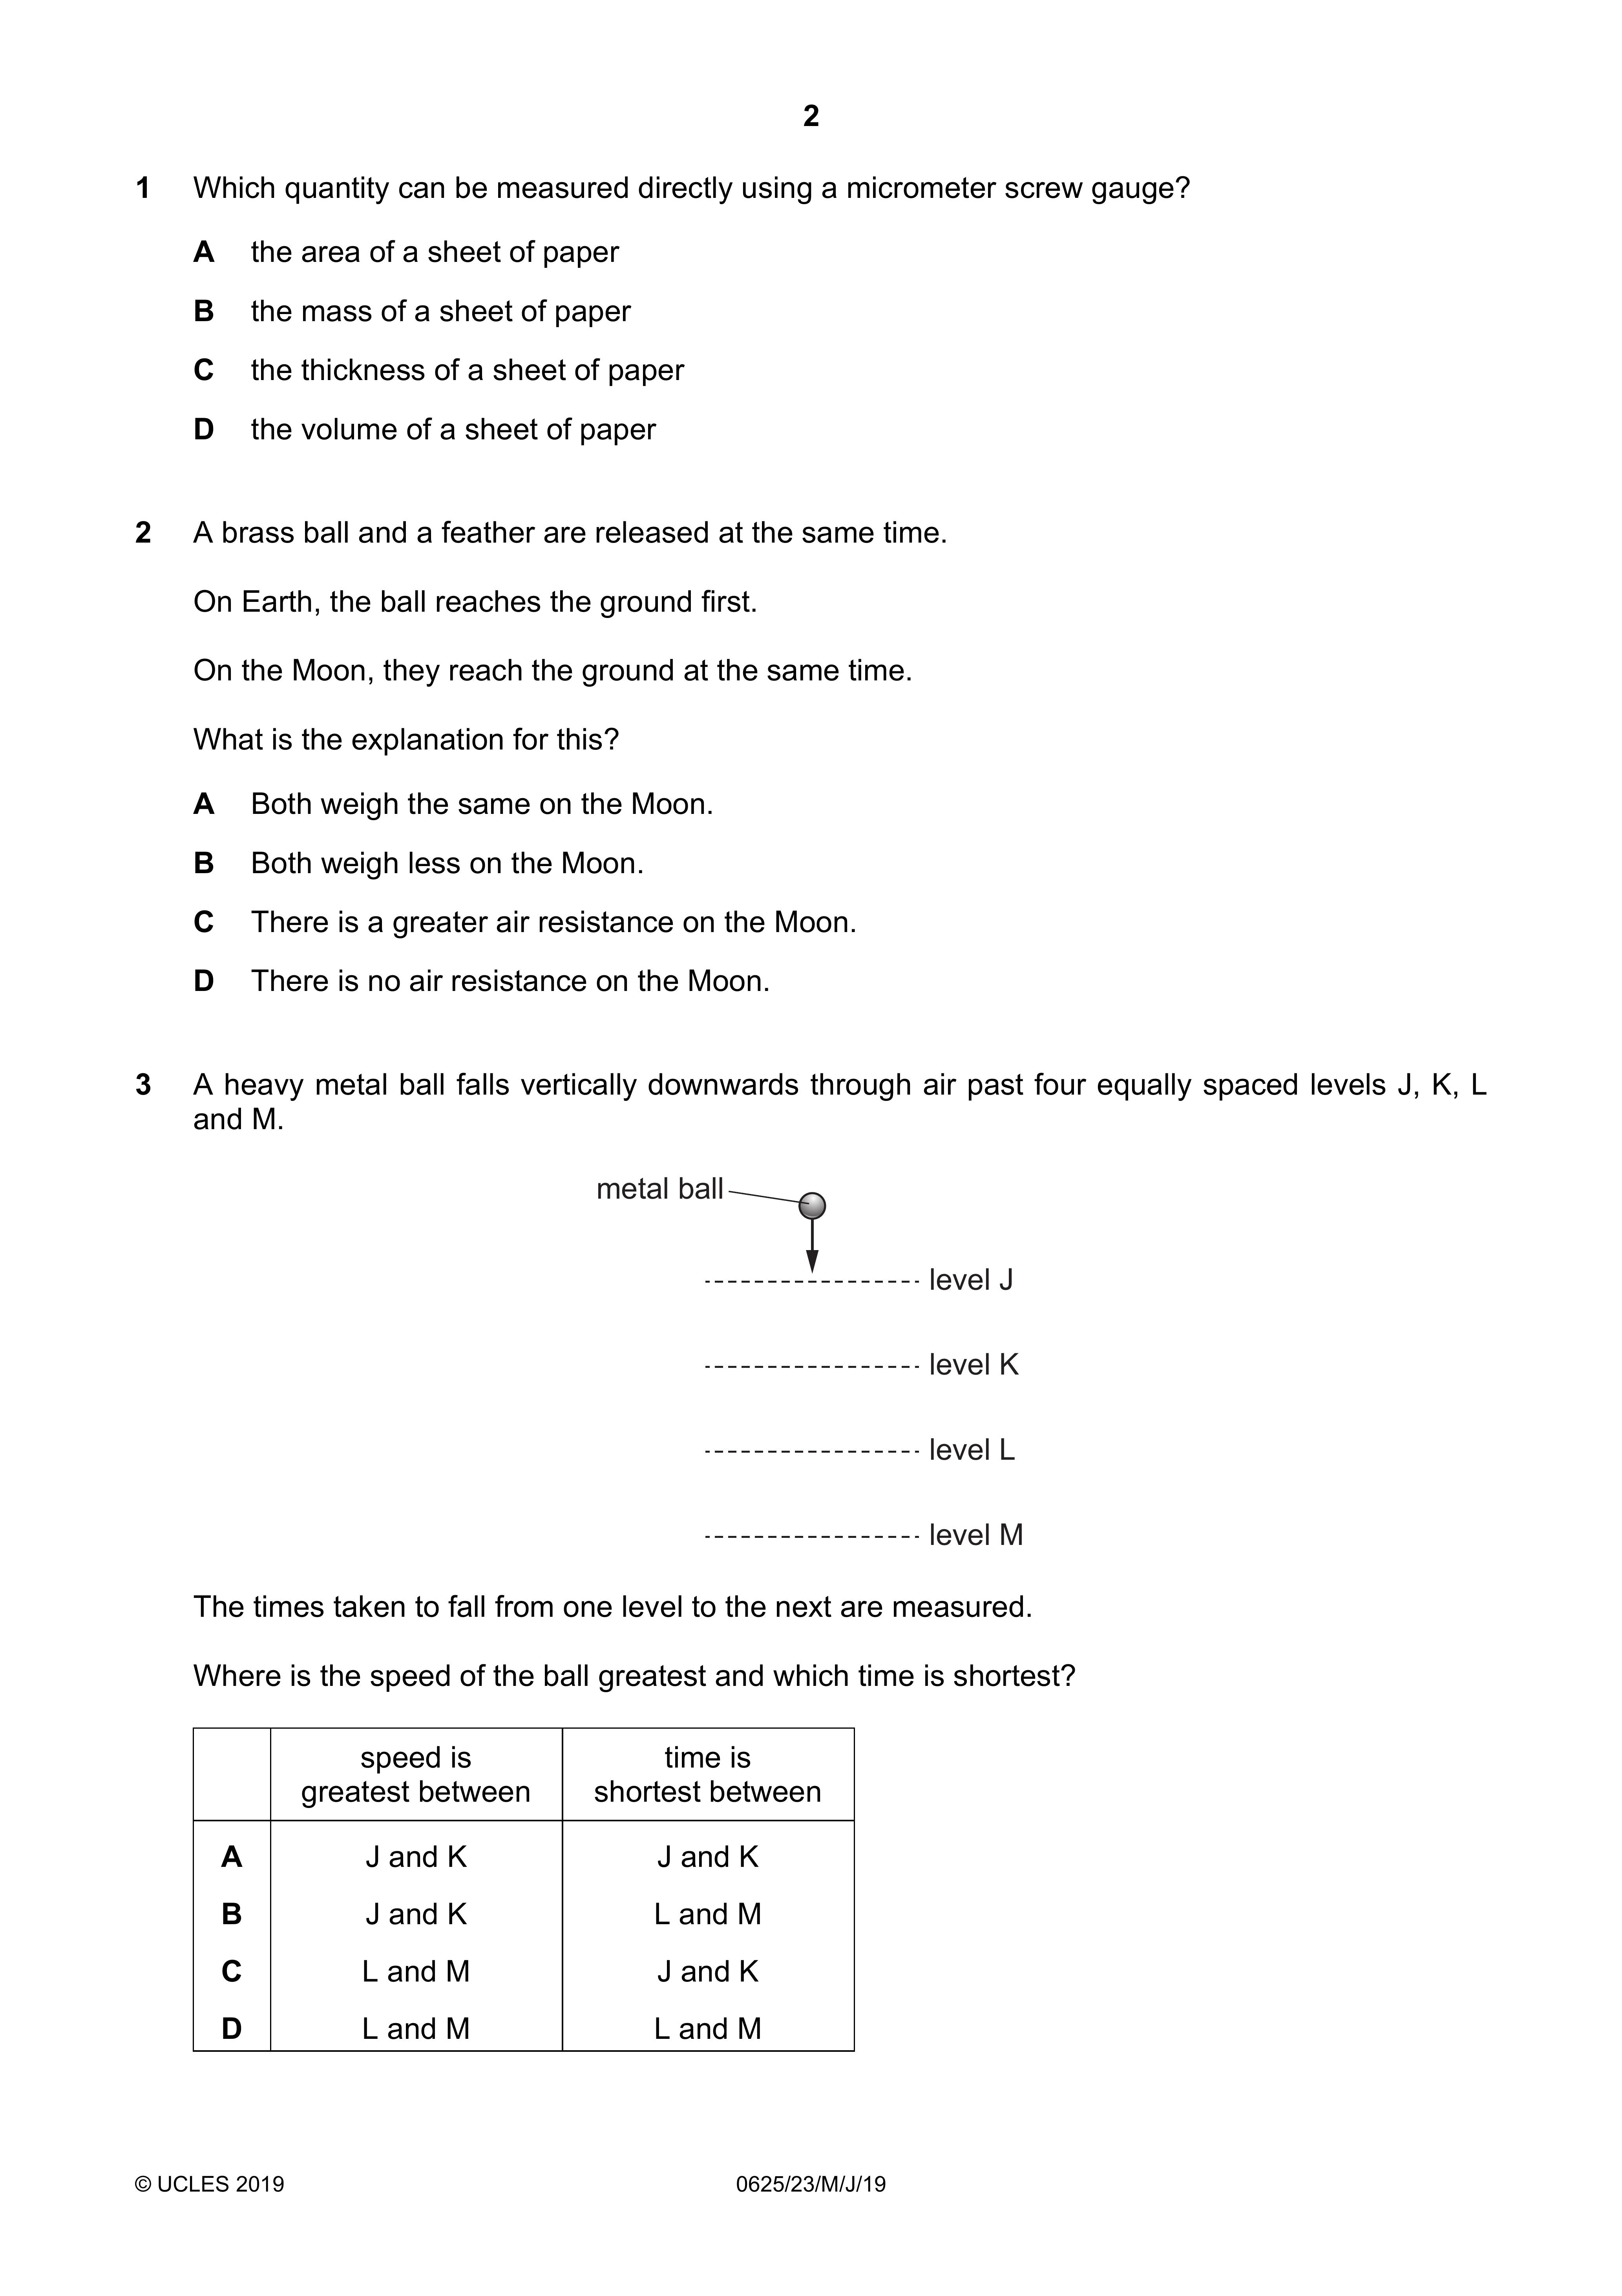 2
1 Which quantity can be measured directly using a micrometer screw gauge?
A the area of a sheet of paper
B the mass of a sheet of paper
C the thickness of a sheet of paper
D the volume of a sheet of paper
2 A brass ball and a feather are released at the same time.
On Earth, the ball reaches the ground first.
On the Moon, they reach the ground at the same time.
What is the explanation for this?
A Both weigh the same on the Moon.
B Both weigh less on the Moon.
C There is a greater air resistance on the Moon.
D There is no air resistance on the Moon.
3 A heavy metal ball falls vertically downwards through air past four equally spaced levels J, K, L
and M.
metal ball
level J
level K
level L
level M
The times taken to fall from one level to the next are measured.
Where is the speed of the ball greatest and which time is shortest?
speed is time is
greatest between shortest between
A J and K J and K
B J and K L and M
C L and M J and K
D L and M L and M
© UCLES 2019 0625/23/M/J/19